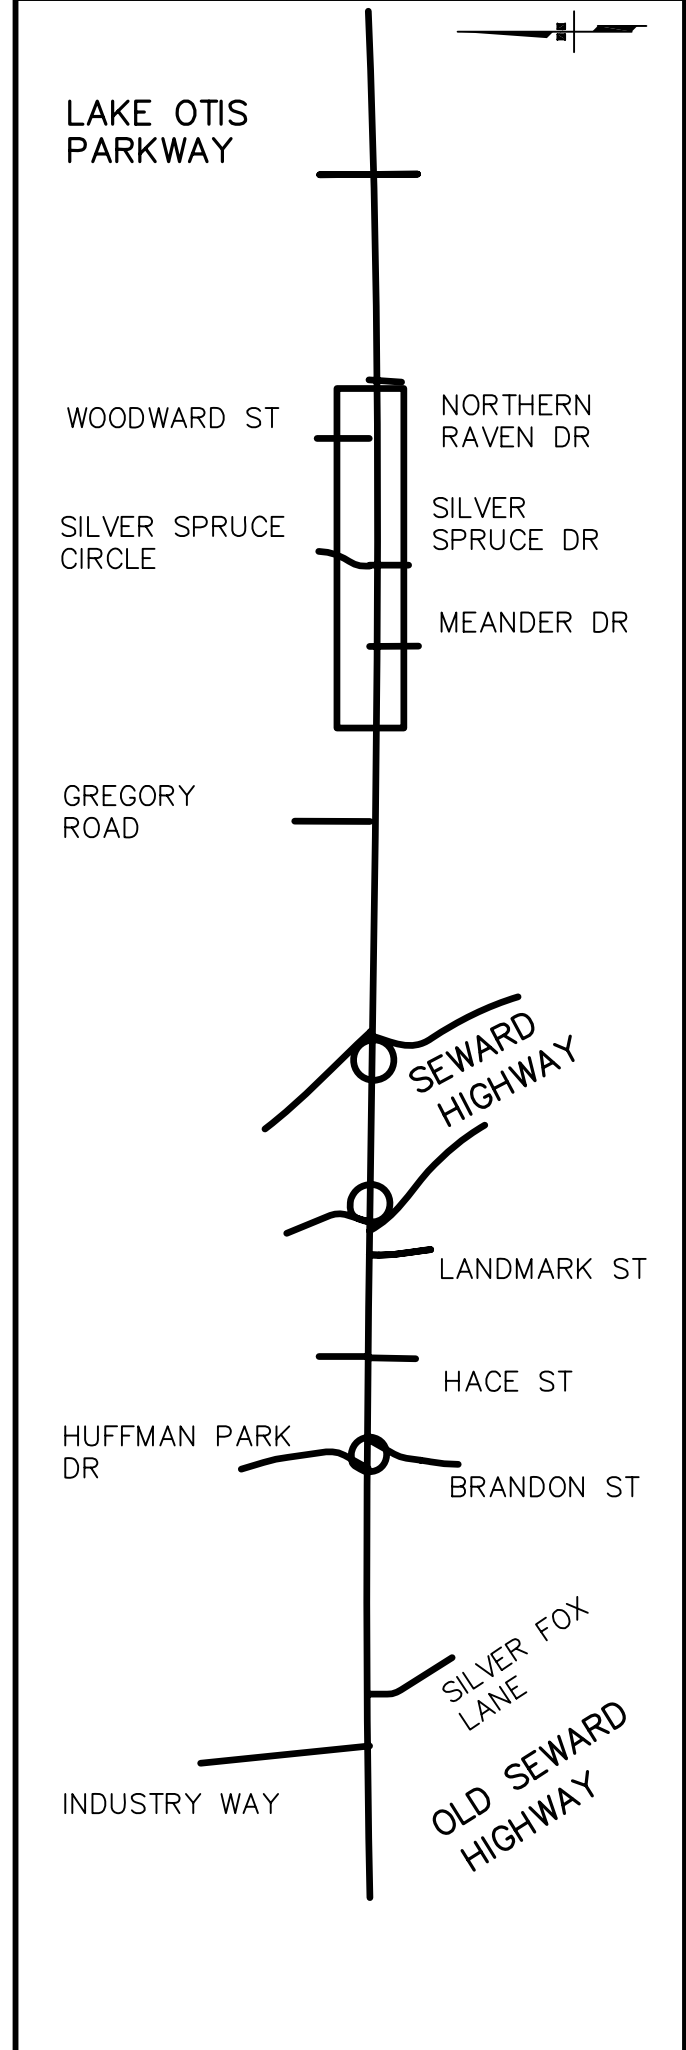 LAKE OTIS
PARKWAY
WOODWARD ST
NORTHERN
RAVEN DR
SILVER SPRUCE
CIRCLE
SILVER
SPRUCE DR
MEANDER DR
GREGORY
ROAD
SEWARD
HIGHWAY
LANDMARK ST
HACE ST
HUFFMAN PARK
DR
BRANDON ST
SILVER FOX
LANE
OLD SEWARD
HIGHWAY
INDUSTRY WAY